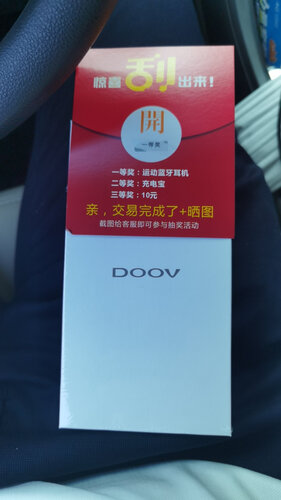 惊喜刮出来!
開
一等奖
一等奖:运动蓝牙耳机
二等奖:充电宝
三等奖:10元
亲,交易完成了+晒图
截图给客服即可参与抽奖活动
DOOV